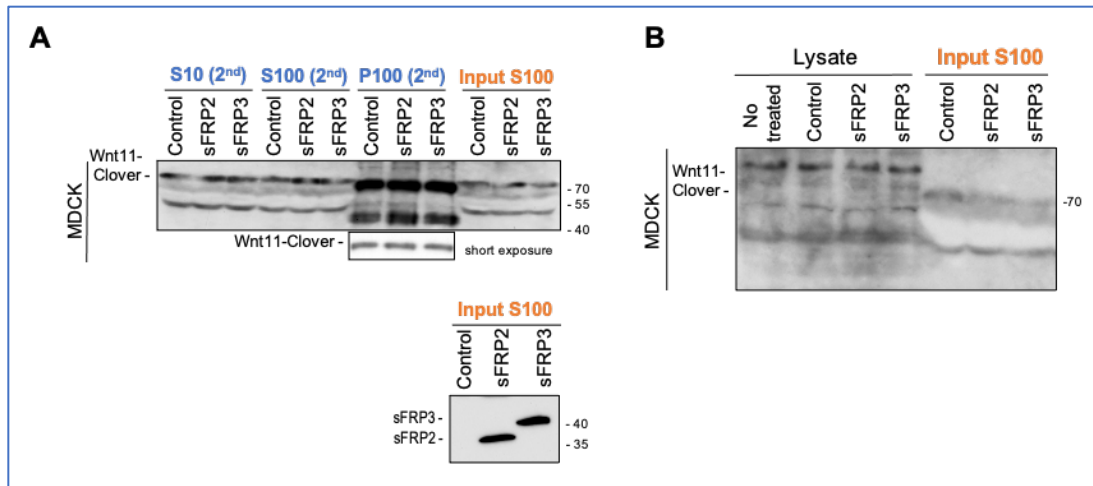 A
S10 (2nd) S100 (2nd) P100 (2nd) Input S100
Control sFRP2 sFRP3 Control sFRP2 sFRP3 Control sFRP2 sFRP3 Control sFRP2 sFRP3
MDCK
Wnt11-
Clover -
- 70
- 55
- 40
Wnt11-Clover -
short exposure
Input S100
Control sFRP2 sFRP3
sFRP3 -
sFRP2 -
- 40
- 35
B
Lysate Input S100
No
treated Control sFRP2 sFRP3 Control sFRP2 sFRP3
MDCK
Wnt11-
Clover -
-70